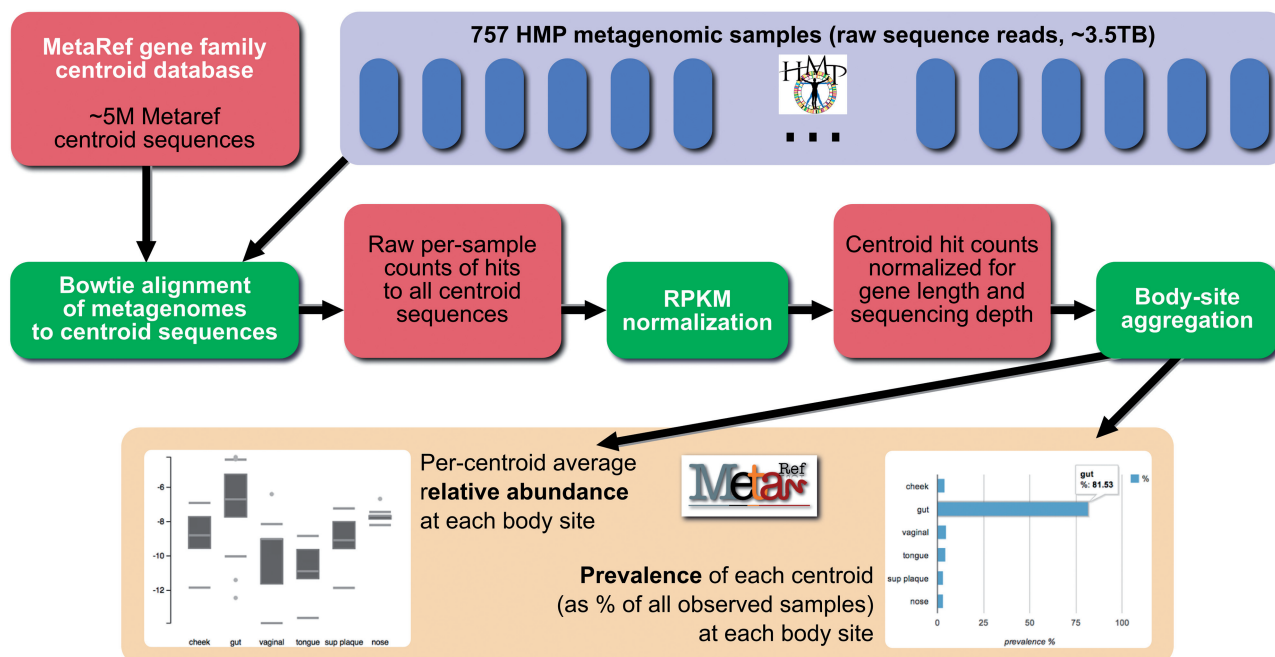 MetaRef gene family
centroid database
~5M Metaref
centroid sequences
757 HMP metagenomic samples (raw sequence reads, ~3.5TB)
HMP
...
Bowtie alignment
of metagenomes
to centroid sequences
Raw per-sample
counts of hits
to all centroid
sequences
RPKM
normalization
Centroid hit counts
normalized for
gene length and
sequencing depth
Body-site
aggregation
-6
-8
-10
-12
cheek gut vaginal tongue sup plaque nose
Per-centroid average
relative abundance
at each body site
MetaRef
Prevalence of each centroid
(as % of all observed samples)
at each body site
gut
%: 81.53
%
cheek
gut
vaginal
tongue
sup plaque
nose
0 25 50 75 100
prevalence %